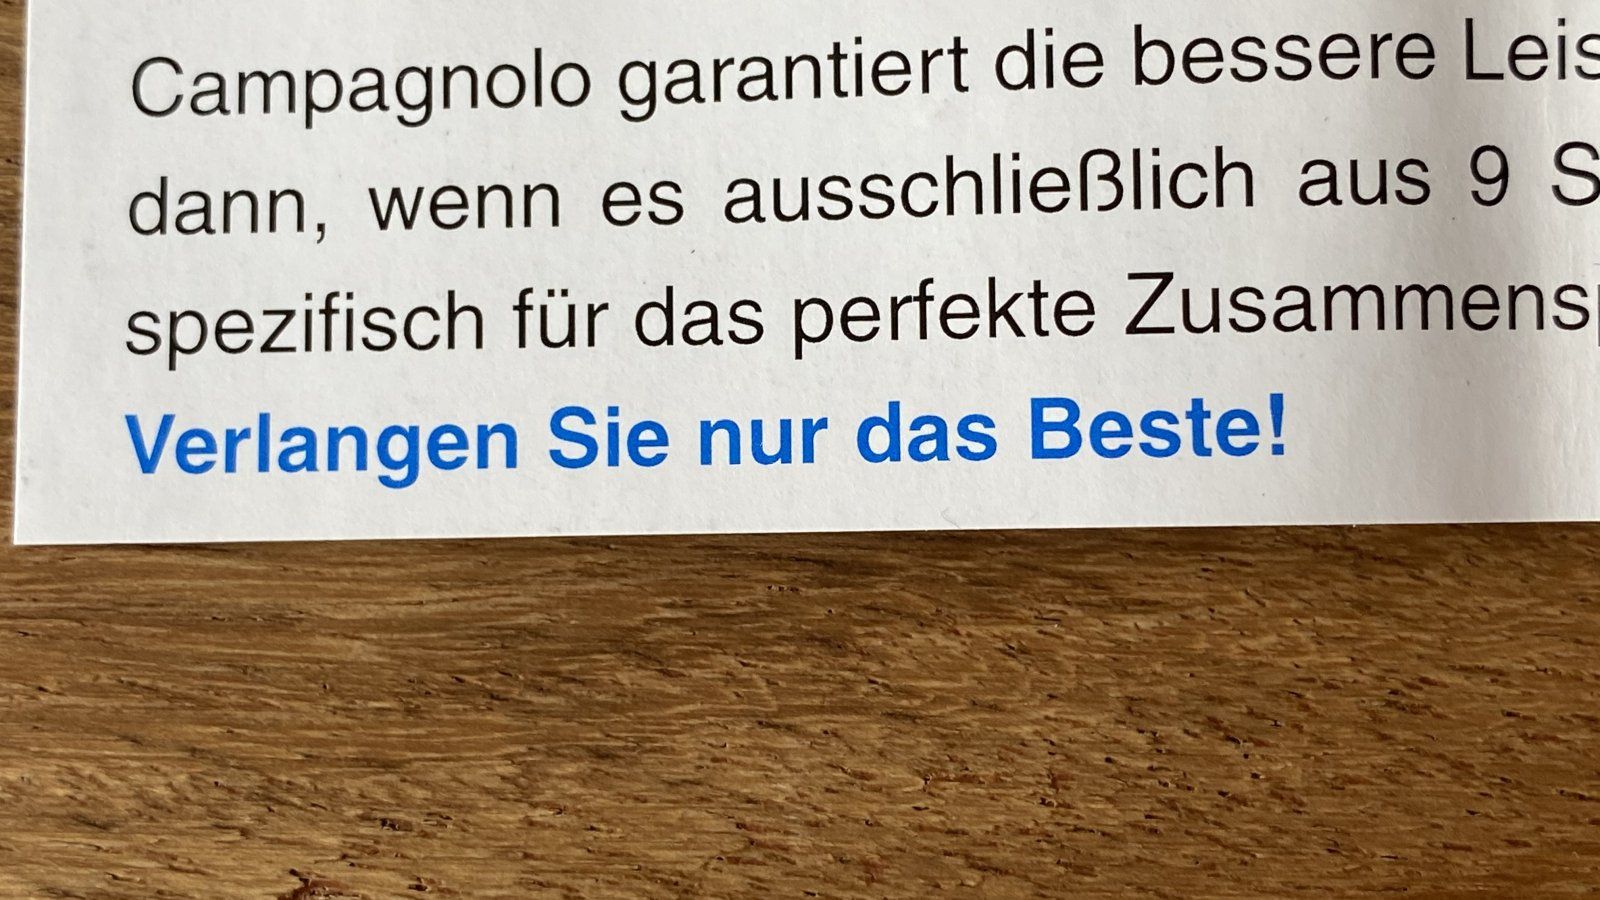 Campagnolo garantiert die bessere Leis
dann, wenn es ausschließlich aus 9 S
spezifisch für das perfekte Zusammensp
Verlangen Sie nur das Beste!